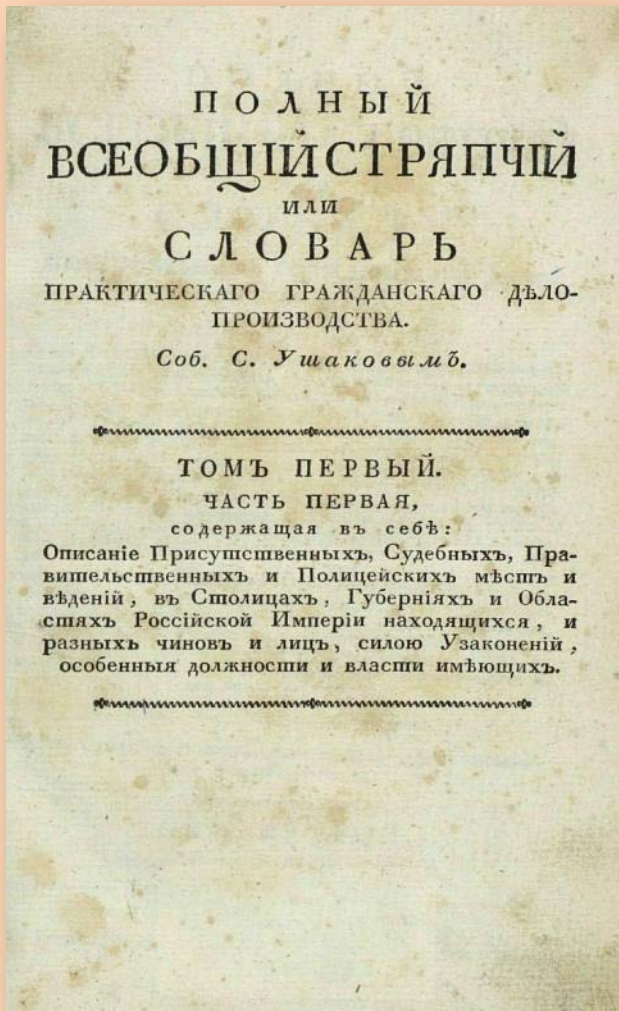 ПОЛНЫЙ
ВСЕОБЩІЙ СТРЯПЧІЙ
ИЛИ
СЛОВАРЬ
ПРАКТИЧЕСКАГО ГРАЖДАНСКАГО ДѢЛО-
ПРОИЗВОДСТВА.
Соб. С. Ушаковымъ.
ТОМЪ ПЕРВЫЙ.
ЧАСТЬ ПЕРВАЯ,
содержащая въ себѣ:
Описаніе Присутственныхъ, Судебныхъ, Пра-
вительственныхъ и Полицейскихъ мѣстъ и
вѣденій, въ Столицахъ, Губерніяхъ и Обла-
стяхъ Россійской Имперіи находящихся, и
разныхъ чиновъ и лицъ, силою Узаконеній,
особенныя должности и власти имѣющихъ.